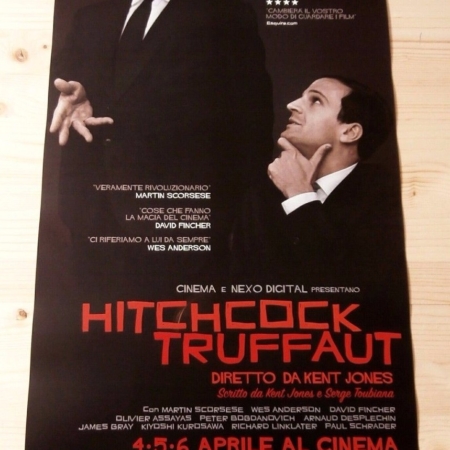 ★★★★
"CAMBIERÀ IL VOSTRO
MODO DI GUARDARE I FILM"
Esquire.com
"VERAMENTE RIVOLUZIONARIO"
MARTIN SCORSESE
"COSE CHE FANNO
LA MAGIA DEL CINEMA"
DAVID FINCHER
"CI RIFERIAMO A LUI DA SEMPRE"
WES ANDERSON
CINEMA E NEXO DIGITAL PRESENTANO
HITCHCOCK
TRUFFAUT
DIRETTO DA KENT JONES
Scritto da Kent Jones e Serge Toubiana
Con MARTIN SCORSESE WES ANDERSON DAVID FINCHER
OLIVIER ASSAYAS PETER BOGDANOVICH ARNAUD DESPLECHIN
JAMES GRAY KIYOSHI KUROSAWA RICHARD LINKLATER PAUL SCHRADER
4·5·6 APRILE AL CINEMA